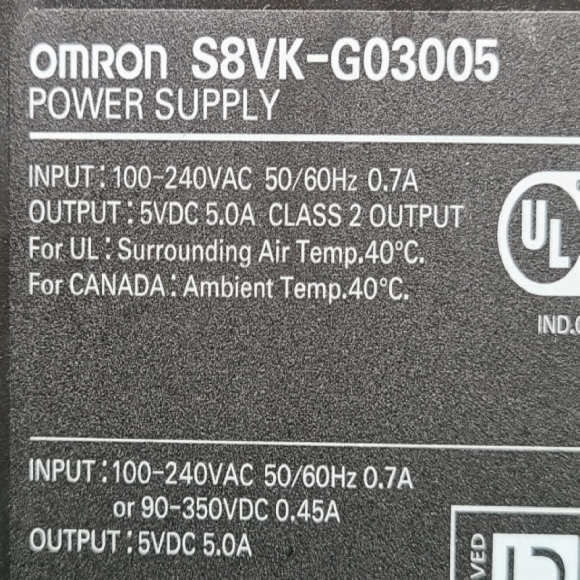 OMRON S8VK-G03005
POWER SUPPLY
INPUT : 100-240VAC 50/60Hz 0.7A
OUTPUT : 5VDC 5.0A CLASS 2 OUTPUT
For UL : Surrounding Air Temp.40°C.
For CANADA : Ambient Temp.40°C.
UL
IND.
INPUT : 100-240VAC 50/60Hz 0.7A
or 90-350VDC 0.45A
OUTPUT : 5VDC 5.0A